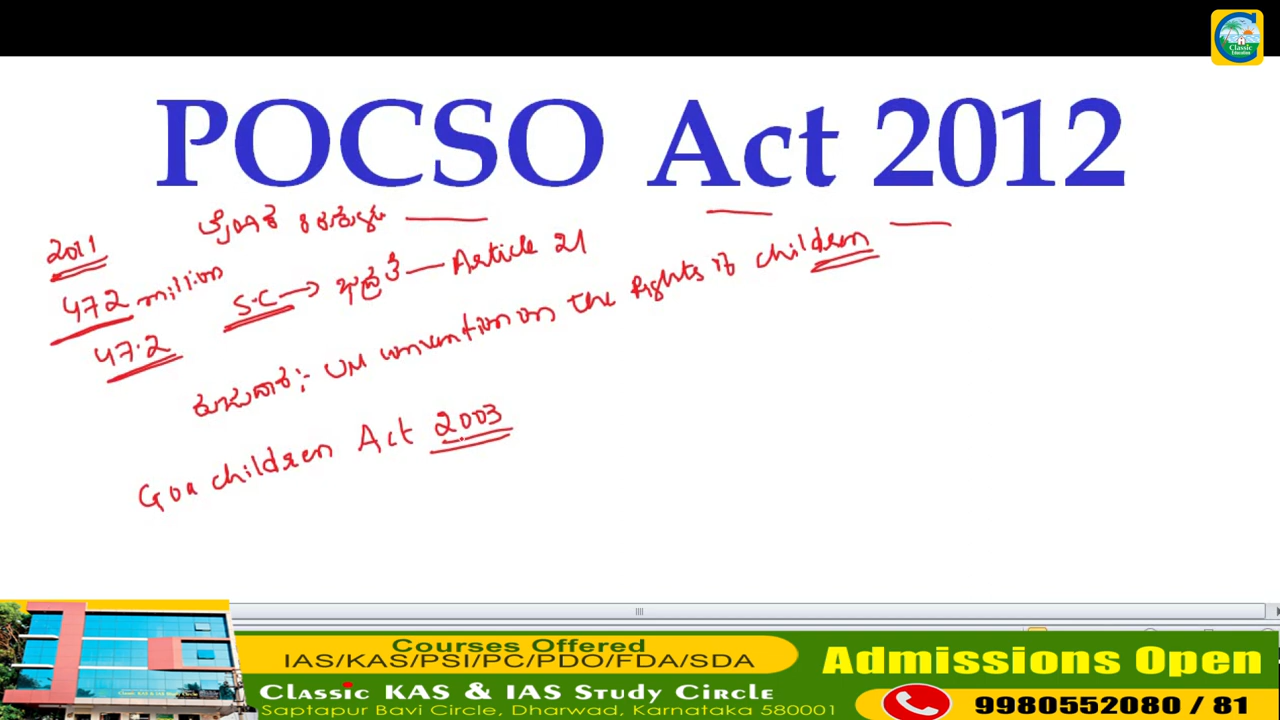 Classic
Education
POCSO Act 2012
2011
ಲೈಂಗಿಕ ಕಿರುಕುಳ
472 million
S.C → ಭದ್ರತೆ — Article 21
47.2
UN convention on the Rights of children
Goa children Act 2003
Courses Offered
IAS/KAS/PSI/PC/PDO/FDA/SDA
Admissions Open
Classic KAS & IAS Study Circle
Saptapur Bavi Circle, Dharwad, Karnataka 580001
9980552080 / 81